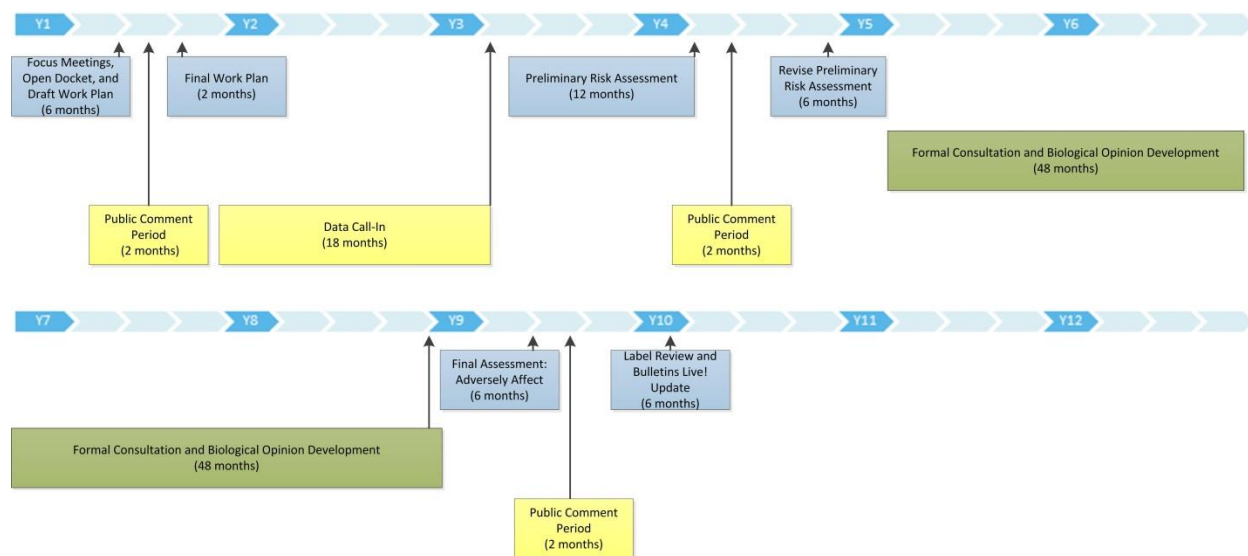 Y1 Y2 Y3 Y4 Y5 Y6
Focus Meetings,
Open Docket, and
Draft Work Plan
(6 months)
Final Work Plan
(2 months)
Preliminary Risk Assessment
(12 months)
Revise Preliminary
Risk Assessment
(6 months)
Formal Consultation and Biological Opinion Development
(48 months)
Public Comment
Period
(2 months)
Data Call-In
(18 months)
Public Comment
Period
(2 months)
Y7 Y8 Y9 Y10 Y11 Y12
Final Assessment:
Adversely Affect
(6 months)
Label Review and
Bulletins Live!
Update
(6 months)
Formal Consultation and Biological Opinion Development
(48 months)
Public Comment
Period
(2 months)